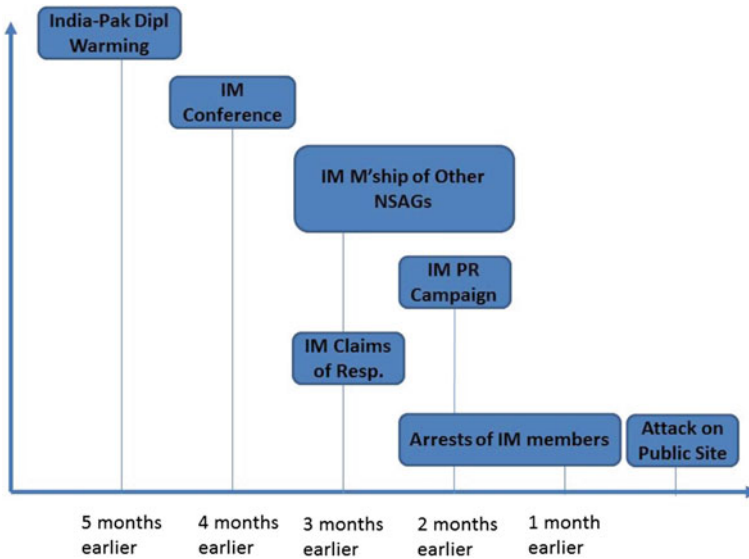 India-Pak Dipl
Warming
IM
Conference
IM M'ship of Other
NSAGs
IM PR
Campaign
IM Claims
of Resp.
Arrests of IM members
Attack on
Public Site
5 months
earlier
4 months
earlier
3 months
earlier
2 months
earlier
1 month
earlier